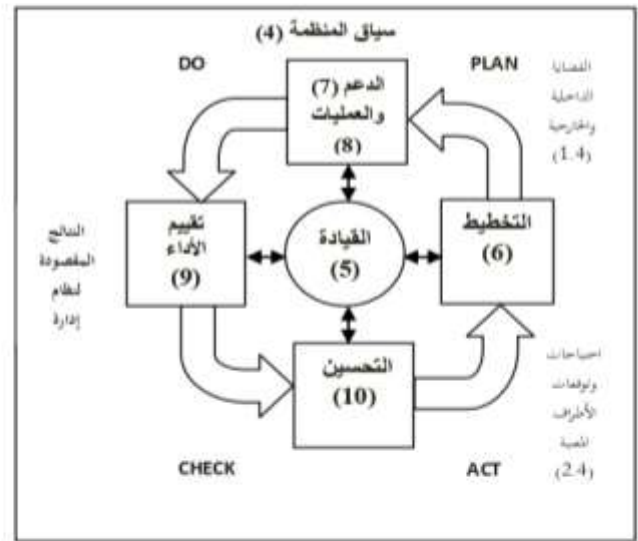 سياق المنظمة (4)
PLAN
DO
القضايا
الداخلية
والخارجية
(1.4)
الدعم (7)
والعمليات
(8)
التخطيط
(6)
القيادة
(5)
تقييم
الأداء
(9)
النتائج
المقصودة
لنظام
إدارة
التحسين
(10)
احتياجات
وتوقعات
الأطراف
المعنية
(2.4)
ACT
CHECK